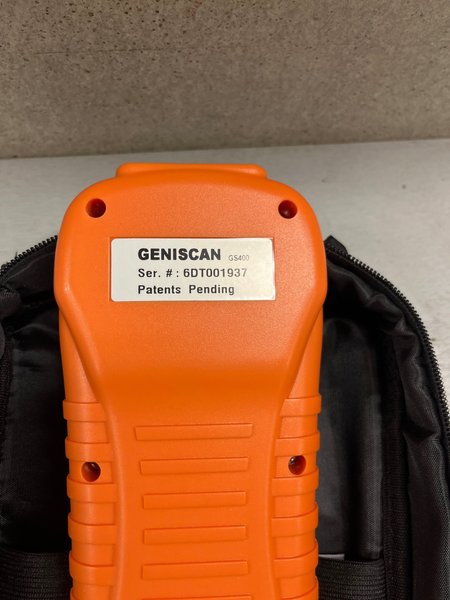 GENISCAN GS400
Ser. # : 6DT001937
Patents Pending